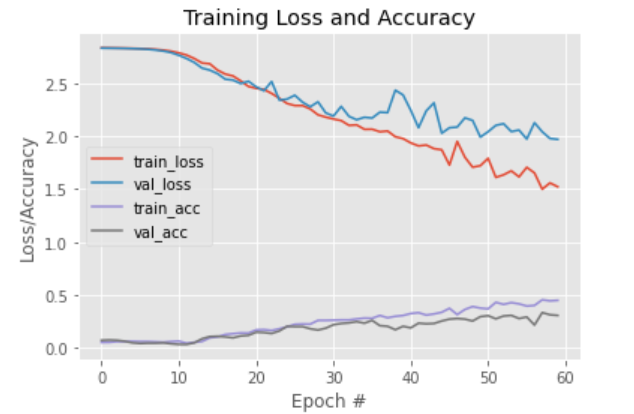 Training Loss and Accuracy
Loss/Accuracy
2.5
2.0
1.5
1.0
0.5
0.0
train_loss
val_loss
train_acc
val_acc
0 10 20 30 40 50 60
Epoch #